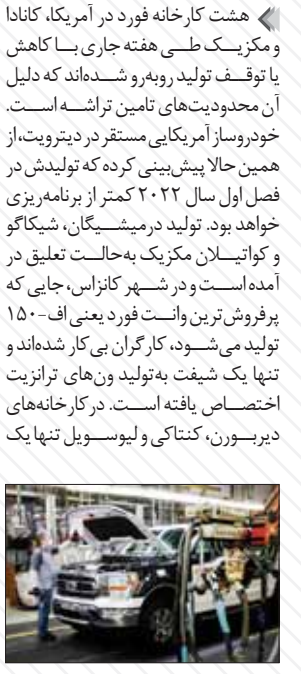 هشت کارخانه فورد در آمریکا، کانادا
و مکزیک طی هفته جاری با کاهش
یا توقف تولید روبه‌رو شده‌اند که دلیل
آن محدودیت‌های تامین تراشه است.
خودروساز آمریکایی مستقر در دیترویت،از
همین حالا پیش‌بینی کرده که تولیدش در
فصل اول سال ۲۰۲۲ کمتر از برنامه‌ریزی
خواهد بود. تولید درمیشیگان، شیکاگو
و کواتیلان مکزیک به‌حالت تعلیق در
آمده‌است و در شهر کانزاس، جایی که
پرفروش‌ترین وانت فورد یعنی اف-۱۵۰
تولید می‌شود، کارگران بی‌کار شده‌اند و
تنها یک شیفت به‌تولید ون‌های ترانزیت
اختصاص یافته است. در کارخانه‌های
دیربورن، کنتاکی و لیوسویل تنها یک